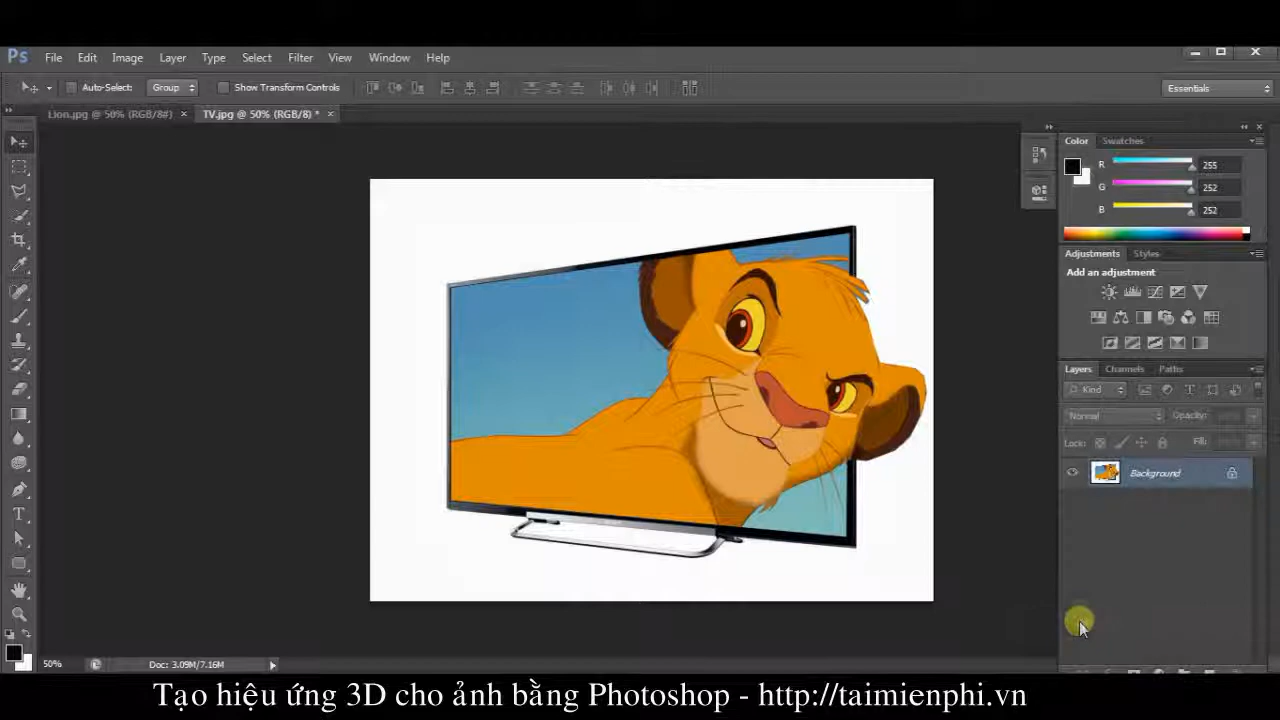 Ps File Edit Image Layer Type Select Filter 3D View Window Help
Auto-Select: Group Show Transform Controls Essentials
Lion.jpg @ 50% (RGB/8#) × TV.jpg @ 50% (RGB/8) * ×
Color Swatches
R 255
G 252
B 252
Adjustments Styles
Add an adjustment
Layers Channels Paths
Kind
Normal Opacity:
Lock: Fill:
Background
50% Doc: 3.09M/7.16M
Tạo hiệu ứng 3D cho ảnh bằng Photoshop - http://taimienphi.vn